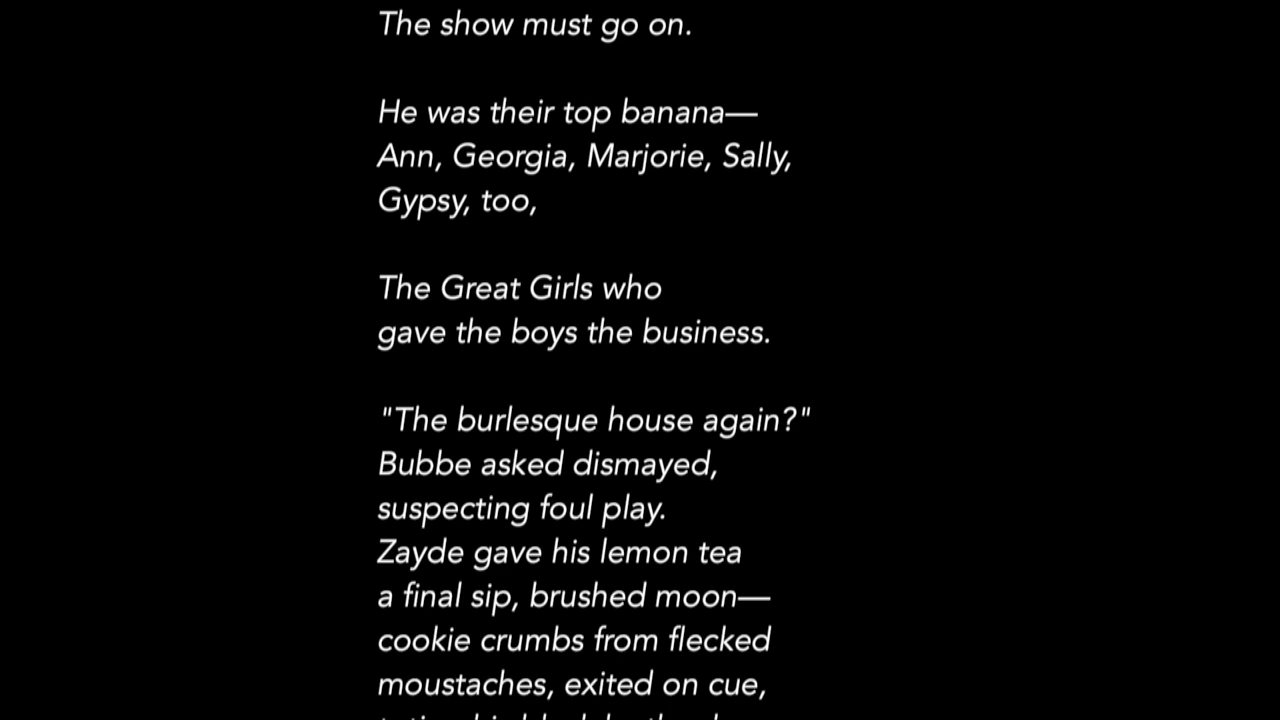 The show must go on.
He was their top banana—
Ann, Georgia, Marjorie, Sally,
Gypsy, too,
The Great Girls who
gave the boys the business.
"The burlesque house again?"
Bubbe asked dismayed,
suspecting foul play.
Zayde gave his lemon tea
a final sip, brushed moon—
cookie crumbs from flecked
moustaches, exited on cue,